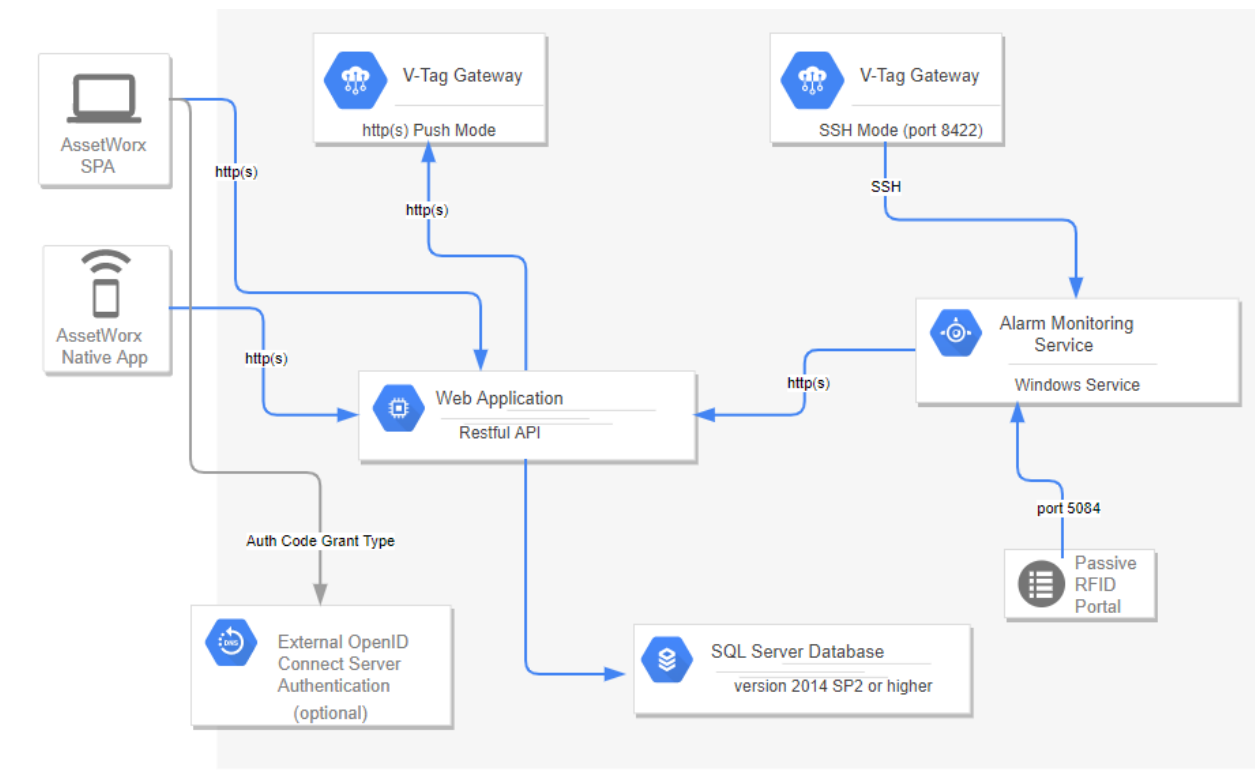 V-Tag Gateway
http(s) Push Mode
V-Tag Gateway
SSH Mode (port 8422)
AssetWorx
SPA
http(s)
http(s)
SSH
AssetWorx
Native App
http(s)
Alarm Monitoring
Service
Windows Service
http(s)
Web Application
Restful API
port 5084
Auth Code Grant Type
Passive
RFID
Portal
DNS
External OpenID
Connect Server
Authentication
(optional)
SQL Server Database
version 2014 SP2 or higher